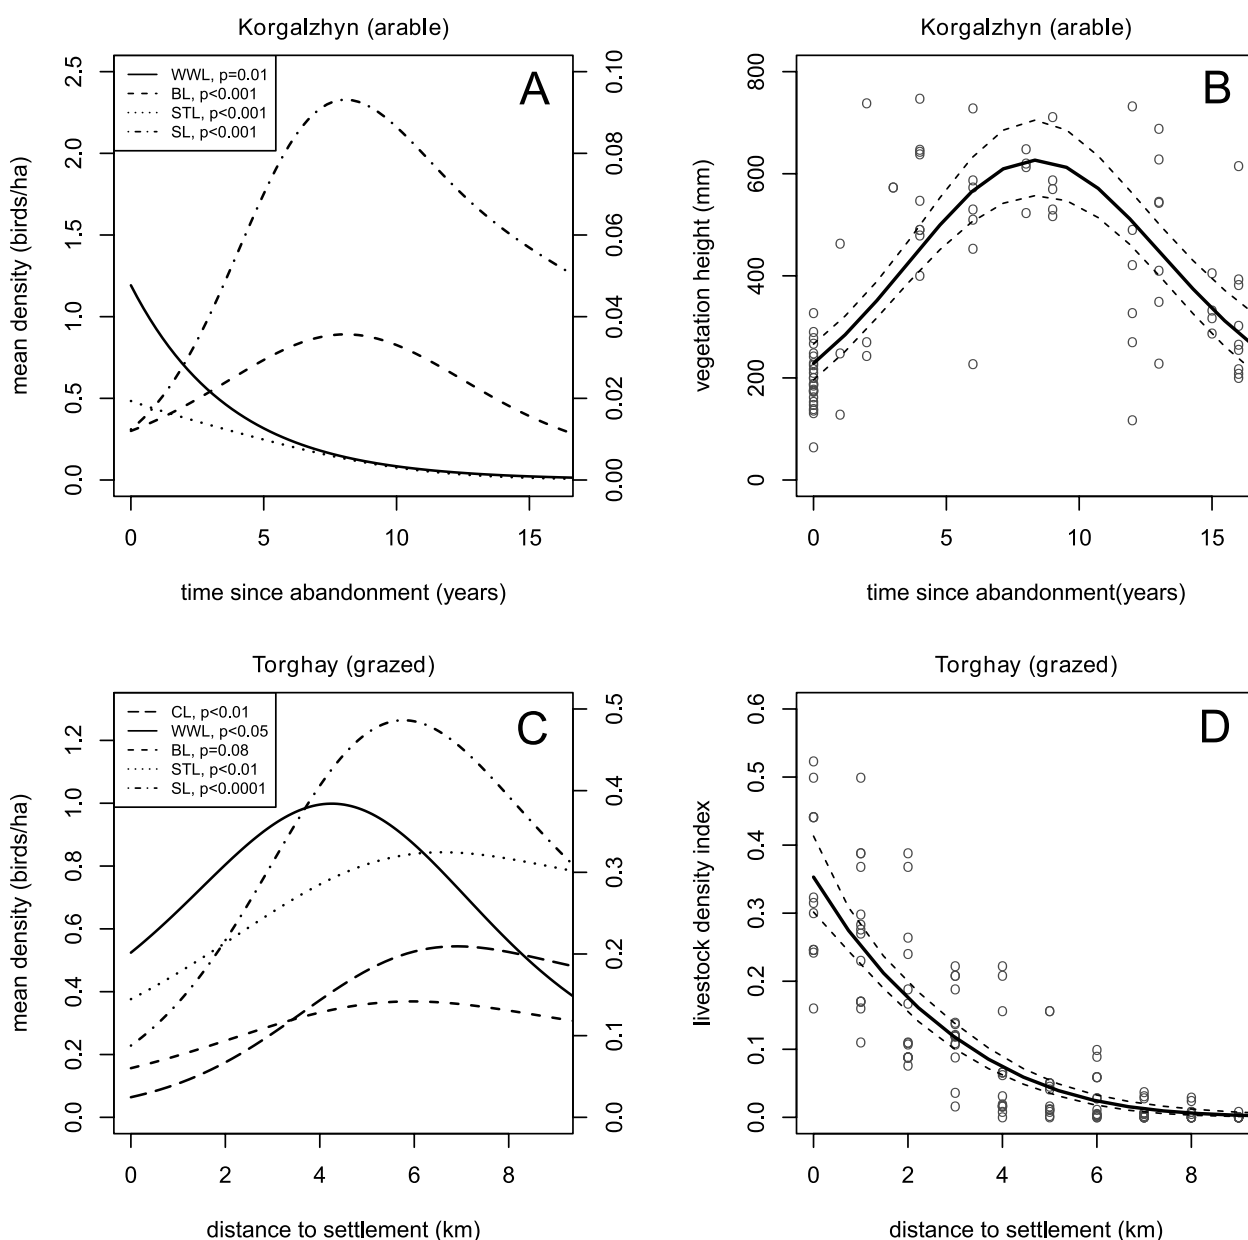 Korgalzhyn (arable)
A
WWL, p=0.01
BL, p<0.001
STL, p<0.001
SL, p<0.001
mean density (birds/ha)
2.5
2.0
1.5
1.0
0.5
0.0
0.10
0.08
0.06
0.04
0.02
0.00
0 5 10 15
time since abandonment (years)
Korgalzhyn (arable)
B
vegetation height (mm)
800
600
400
200
0
0 5 10 15
time since abandonment(years)
Torghay (grazed)
C
CL, p<0.01
WWL, p<0.05
BL, p=0.08
STL, p<0.01
SL, p<0.0001
mean density (birds/ha)
1.2
1.0
0.8
0.6
0.4
0.2
0.0
0.5
0.4
0.3
0.2
0.1
0.0
0 2 4 6 8
distance to settlement (km)
Torghay (grazed)
D
livestock density index
0.6
0.5
0.4
0.3
0.2
0.1
0.0
0 2 4 6 8
distance to settlement (km)